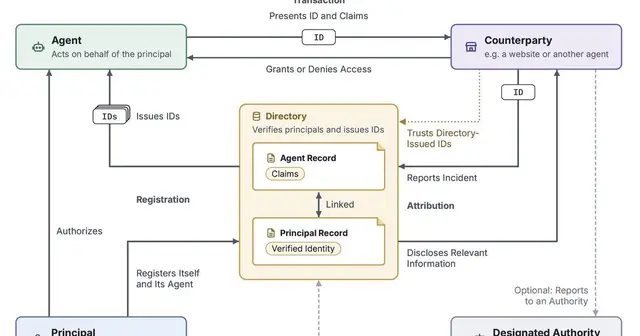 Transaction
Presents ID and Claims
ID
Agent
Acts on behalf of the principal
Counterparty
e.g. a website or another agent
Grants or Denies Access
ID
IDs
Issues IDs
Directory
Verifies principals and issues IDs
Trusts Directory-
Issued IDs
Agent Record
Claims
Reports Incident
Registration
Linked
Attribution
Principal Record
Verified Identity
Authorizes
Registers Itself
and Its Agent
Discloses Relevant
Information
Optional: Reports
to an Authority
Principal
Designated Authority